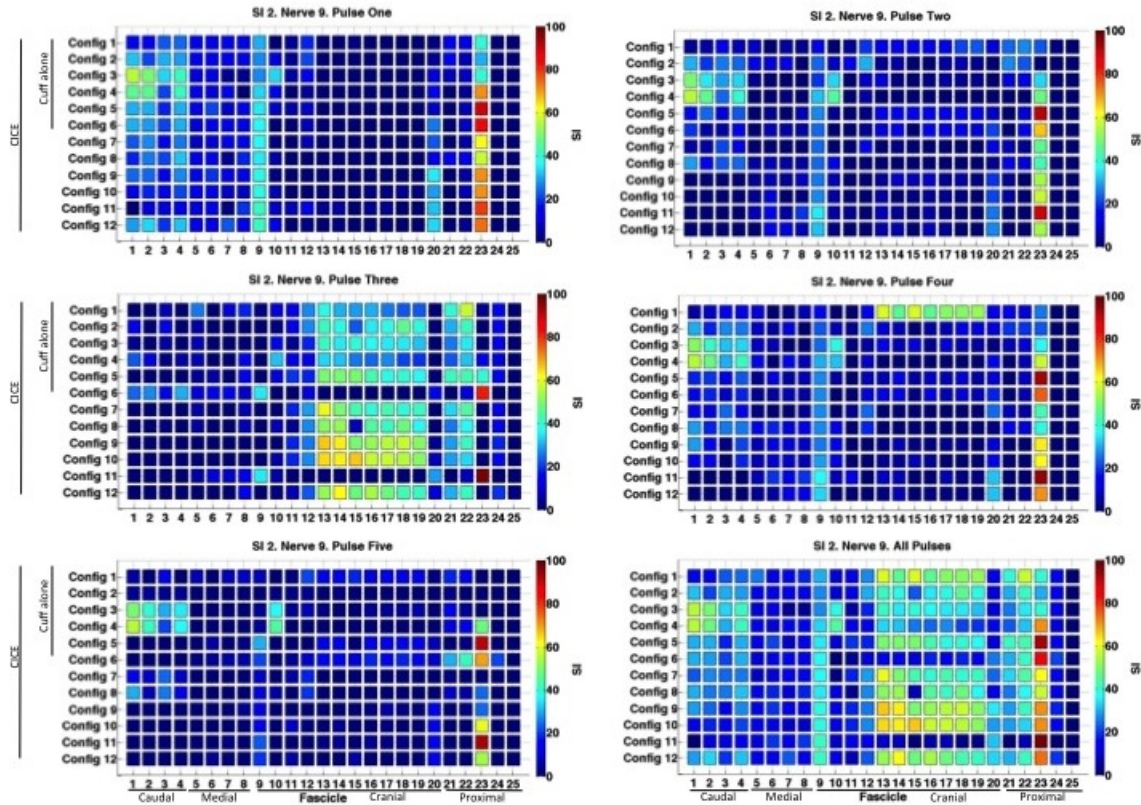 SI 2. Nerve 9. Pulse One
CICE
Cuff alone
Config 1
Config 2
Config 3
Config 4
Config 5
Config 6
Config 7
Config 8
Config 9
Config 10
Config 11
Config 12
1 2 3 4 5 6 7 8 9 10 11 12 13 14 15 16 17 18 19 20 21 22 23 24 25
100
80
60
40
20
0
SI
SI 2. Nerve 9. Pulse Two
Config 1
Config 2
Config 3
Config 4
Config 5
Config 6
Config 7
Config 8
Config 9
Config 10
Config 11
Config 12
1 2 3 4 5 6 7 8 9 10 11 12 13 14 15 16 17 18 19 20 21 22 23 24 25
100
80
60
40
20
0
SI
SI 2. Nerve 9. Pulse Three
CICE
Cuff alone
Config 1
Config 2
Config 3
Config 4
Config 5
Config 6
Config 7
Config 8
Config 9
Config 10
Config 11
Config 12
1 2 3 4 5 6 7 8 9 10 11 12 13 14 15 16 17 18 19 20 21 22 23 24 25
100
80
60
40
20
0
SI
SI 2. Nerve 9. Pulse Four
Config 1
Config 2
Config 3
Config 4
Config 5
Config 6
Config 7
Config 8
Config 9
Config 10
Config 11
Config 12
1 2 3 4 5 6 7 8 9 10 11 12 13 14 15 16 17 18 19 20 21 22 23 24 25
100
80
60
40
20
0
SI
SI 2. Nerve 9. Pulse Five
CICE
Cuff alone
Config 1
Config 2
Config 3
Config 4
Config 5
Config 6
Config 7
Config 8
Config 9
Config 10
Config 11
Config 12
1 2 3 4 5 6 7 8 9 10 11 12 13 14 15 16 17 18 19 20 21 22 23 24 25
Caudal Medial Fascicle Cranial Proximal
100
80
60
40
20
0
SI
SI 2. Nerve 9. All Pulses
Config 1
Config 2
Config 3
Config 4
Config 5
Config 6
Config 7
Config 8
Config 9
Config 10
Config 11
Config 12
1 2 3 4 5 6 7 8 9 10 11 12 13 14 15 16 17 18 19 20 21 22 23 24 25
Caudal Medial Fascicle Cranial Proximal
100
80
60
40
20
0
SI